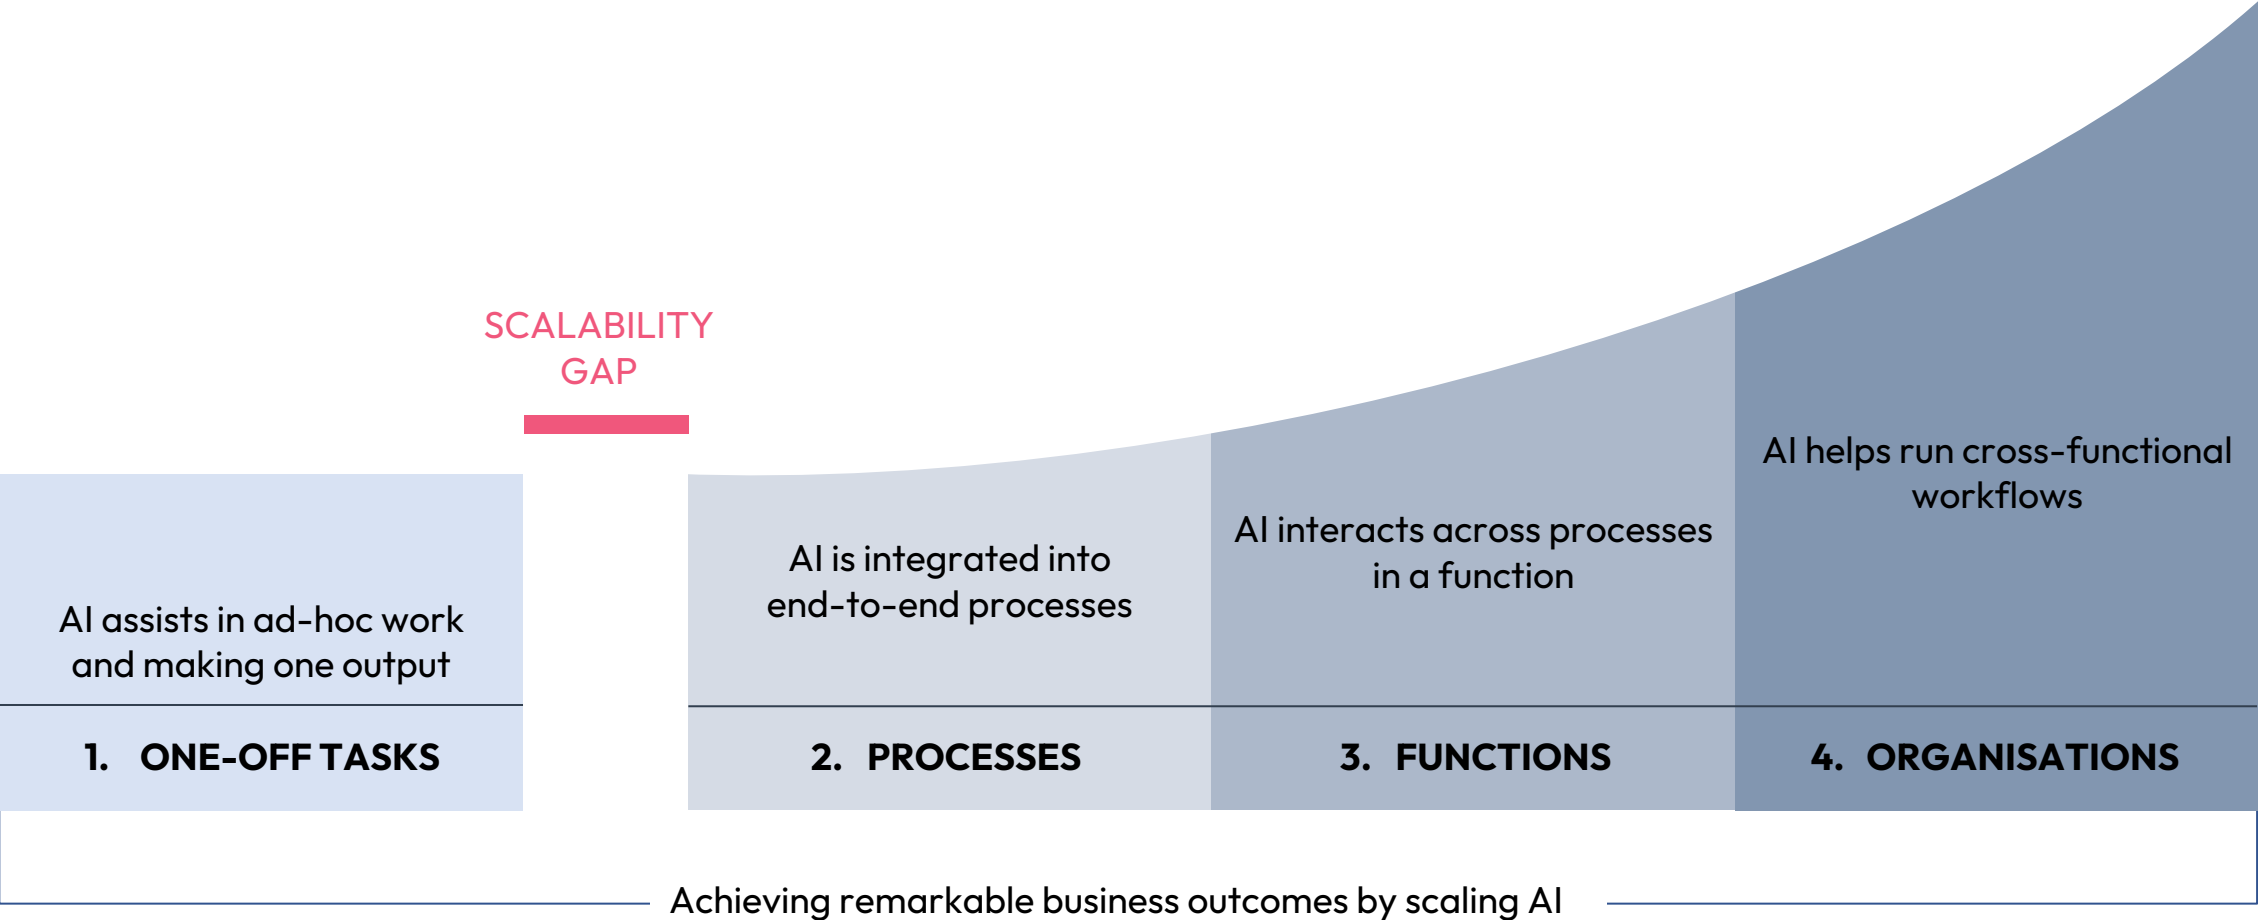 SCALABILITY
GAP
AI assists in ad-hoc work
and making one output
1. ONE-OFF TASKS
AI is integrated into
end-to-end processes
2. PROCESSES
AI interacts across processes
in a function
3. FUNCTIONS
AI helps run cross-functional
workflows
4. ORGANISATIONS
Achieving remarkable business outcomes by scaling AI